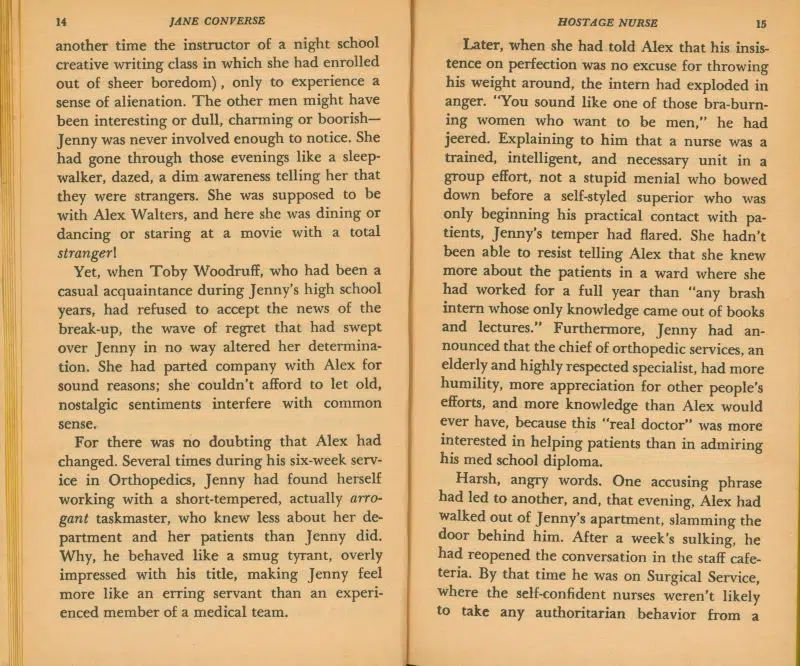 14
JANE CONVERSE
another time the instructor of a night school
creative writing class in which she had enrolled
out of sheer boredom), only to experience a
sense of alienation. The other men might have
been interesting or dull, charming or boorish—
Jenny was never involved enough to notice. She
had gone through those evenings like a sleep-
walker, dazed, a dim awareness telling her that
they were strangers. She was supposed to be
with Alex Walters, and here she was dining or
dancing or staring at a movie with a total
stranger!
Yet, when Toby Woodruff, who had been a
casual acquaintance during Jenny's high school
years, had refused to accept the news of the
break-up, the wave of regret that had swept
over Jenny in no way altered her determina-
tion. She had parted company with Alex for
sound reasons; she couldn't afford to let old,
nostalgic sentiments interfere with common
sense.
For there was no doubting that Alex had
changed. Several times during his six-week serv-
ice in Orthopedics, Jenny had found herself
working with a short-tempered, actually arro-
gant taskmaster, who knew less about her de-
partment and her patients than Jenny did.
Why, he behaved like a smug tyrant, overly
impressed with his title, making Jenny feel
more like an erring servant than an experi-
enced member of a medical team.
HOSTAGE NURSE
15
Later, when she had told Alex that his insis-
tence on perfection was no excuse for throwing
his weight around, the intern had exploded in
anger. "You sound like one of those bra-burn-
ing women who want to be men," he had
jeered. Explaining to him that a nurse was a
trained, intelligent, and necessary unit in a
group effort, not a stupid menial who bowed
down before a self-styled superior who was
only beginning his practical contact with pa-
tients, Jenny's temper had flared. She hadn't
been able to resist telling Alex that she knew
more about the patients in a ward where she
had worked for a full year than "any brash
intern whose only knowledge came out of books
and lectures." Furthermore, Jenny had an-
nounced that the chief of orthopedic services, an
elderly and highly respected specialist, had more
humility, more appreciation for other people's
efforts, and more knowledge than Alex would
ever have, because this "real doctor" was more
interested in helping patients than in admiring
his med school diploma.
Harsh, angry words. One accusing phrase
had led to another, and, that evening, Alex had
walked out of Jenny's apartment, slamming the
door behind him. After a week's sulking, he
had reopened the conversation in the staff cafe-
teria. By that time he was on Surgical Service,
where the self-confident nurses weren't likely
to take any authoritarian behavior from a